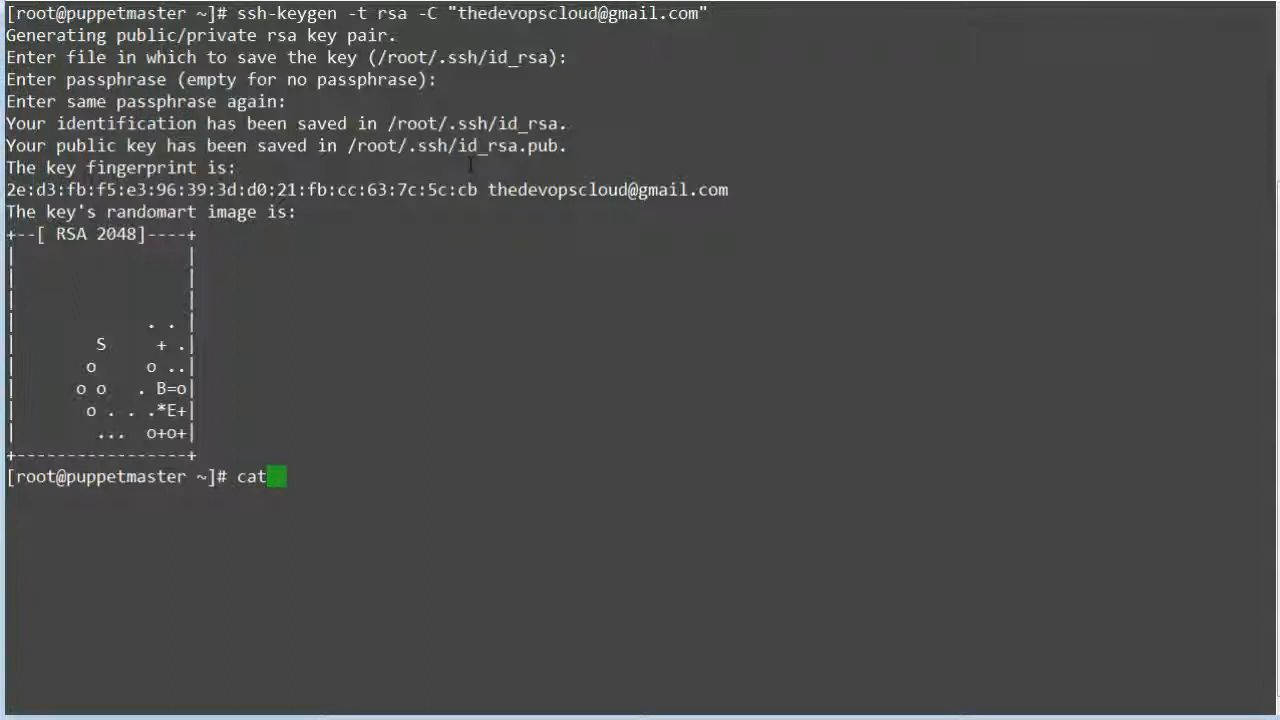 [root@puppetmaster ~]# ssh-keygen -t rsa -C "thedevopscloud@gmail.com"
Generating public/private rsa key pair.
Enter file in which to save the key (/root/.ssh/id_rsa):
Enter passphrase (empty for no passphrase):
Enter same passphrase again:
Your identification has been saved in /root/.ssh/id_rsa.
Your public key has been saved in /root/.ssh/id_rsa.pub.
The key fingerprint is:
2e:d3:fb:f5:e3:96:39:3d:d0:21:fb:cc:63:7c:5c:cb thedevopscloud@gmail.com
The key's randomart image is:
+--[ RSA 2048]----+
|                 |
|                 |
|                 |
|             . . |
|        S     + .|
|       o     o ..|
|      o o   . B=o|
|       o . . .*E+|
|        ...  o+o+|
+-----------------+
[root@puppetmaster ~]# cat